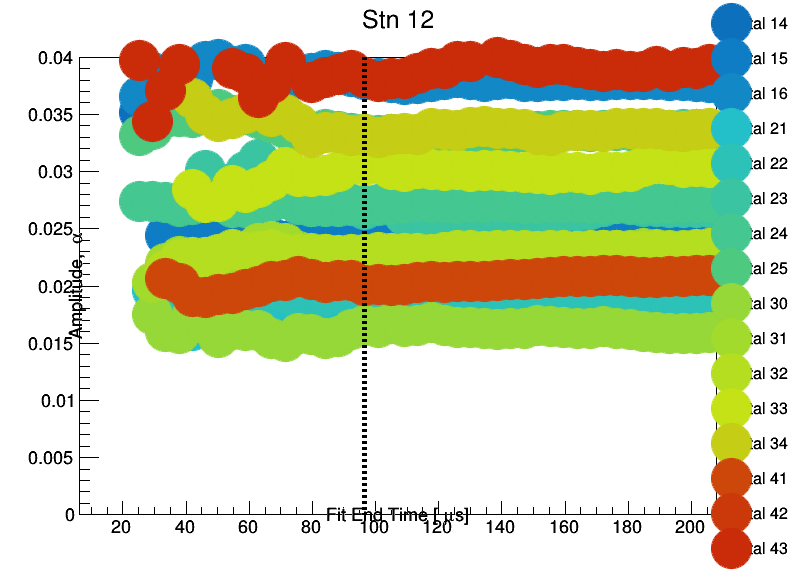 Stn 12
tal 14
tal 15
tal 16
tal 21
tal 22
tal 23
tal 24
tal 25
tal 30
tal 31
tal 32
tal 33
tal 34
tal 41
tal 42
tal 43
0.04
0.035
0.03
0.025
0.02
0.015
0.01
0.005
0
Amplitude, α
20 40 60 80 100 120 140 160 180 200
Fit End Time [ μs]